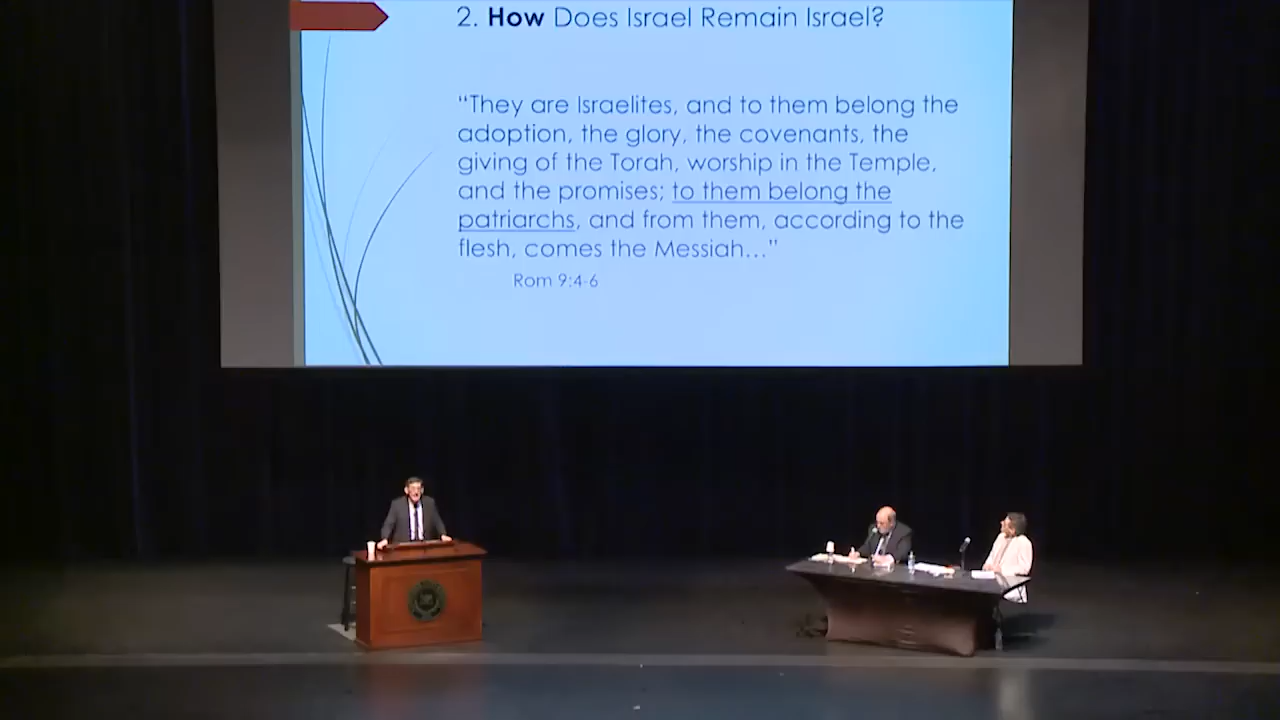 2. How Does Israel Remain Israel?
“They are Israelites, and to them belong the
adoption, the glory, the covenants, the
giving of the Torah, worship in the Temple,
and the promises; to them belong the
patriarchs, and from them, according to the
flesh, comes the Messiah…”
Rom 9:4-6